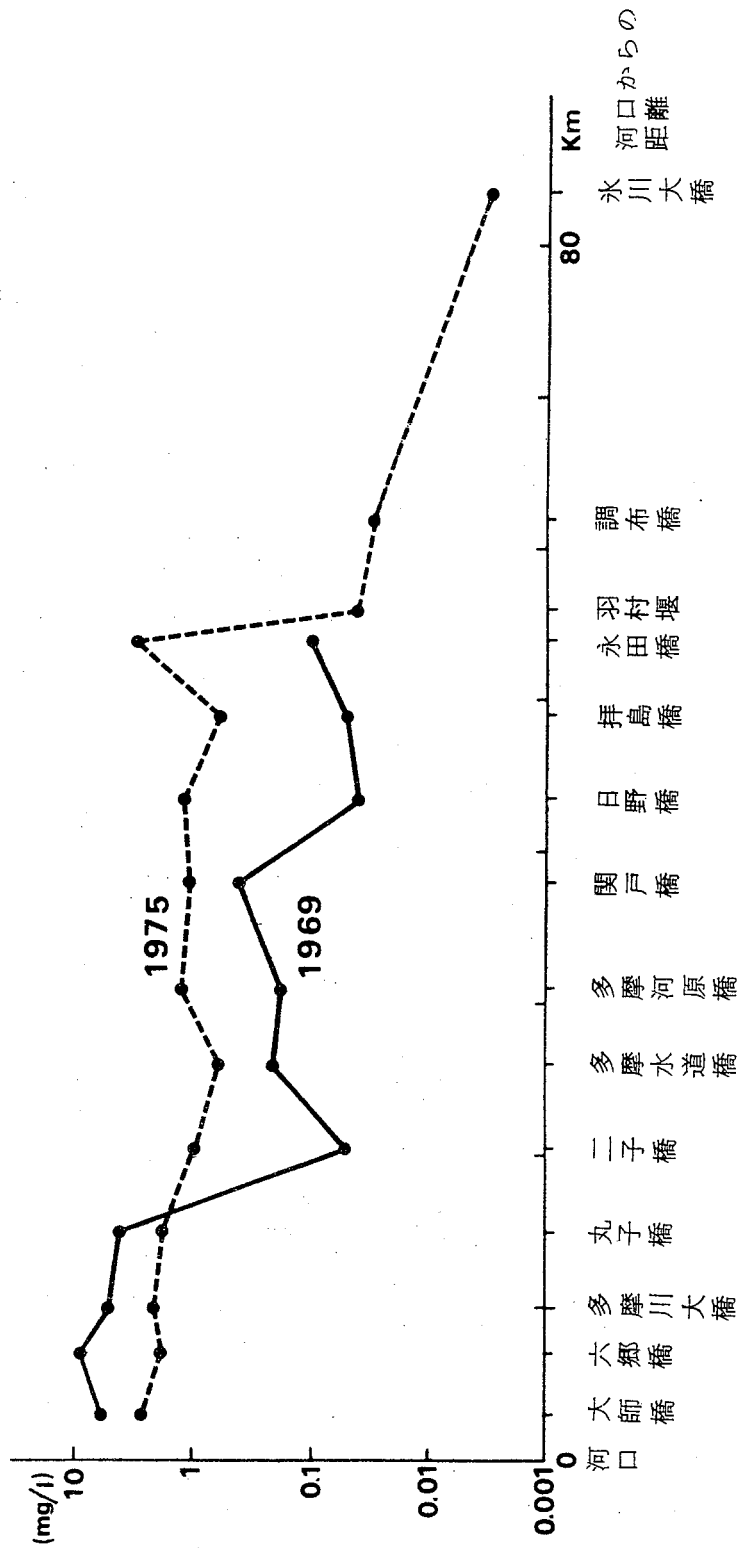 (mg/l)
10
1
0.1
0.01
0.001
1975
1969
0
80
Km
河口
大師橋
六郷橋
多摩川大橋
丸子橋
二子橋
多摩水道橋
多摩河原橋
関戸橋
日野橋
拝島橋
永田橋
羽村堰
調布橋
氷川大橋
河口からの
距離